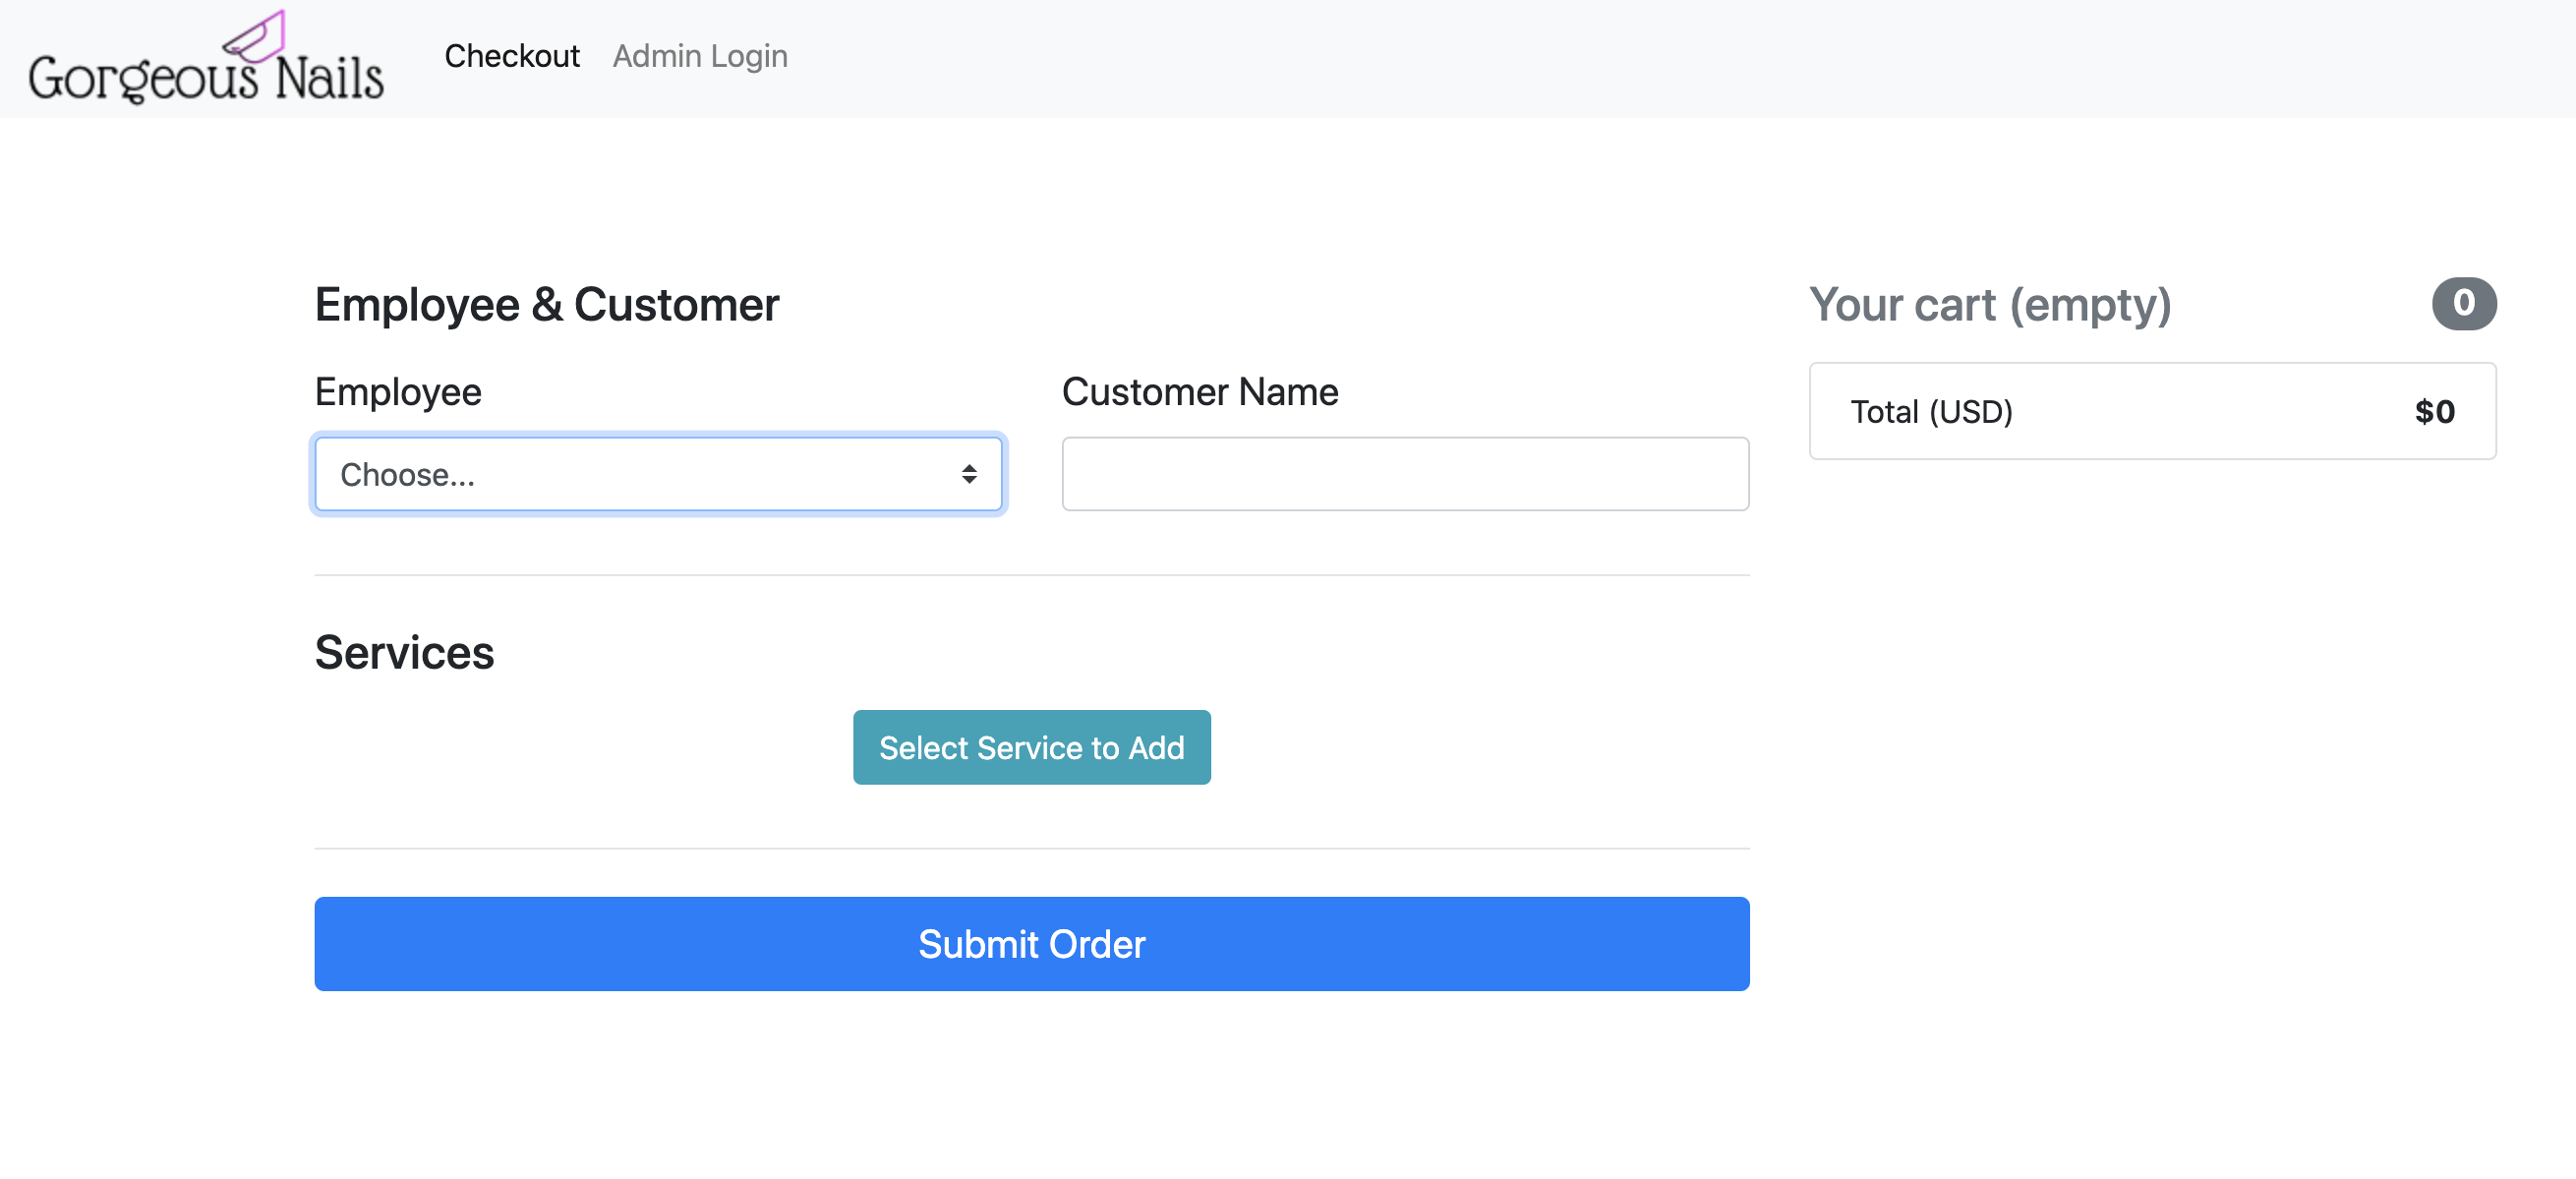 Gorgeous Nails
Checkout
Admin Login
Employee & Customer
Employee
Choose...
Customer Name
Services
Select Service to Add
Submit Order
Your cart (empty)
0
Total (USD)
$0